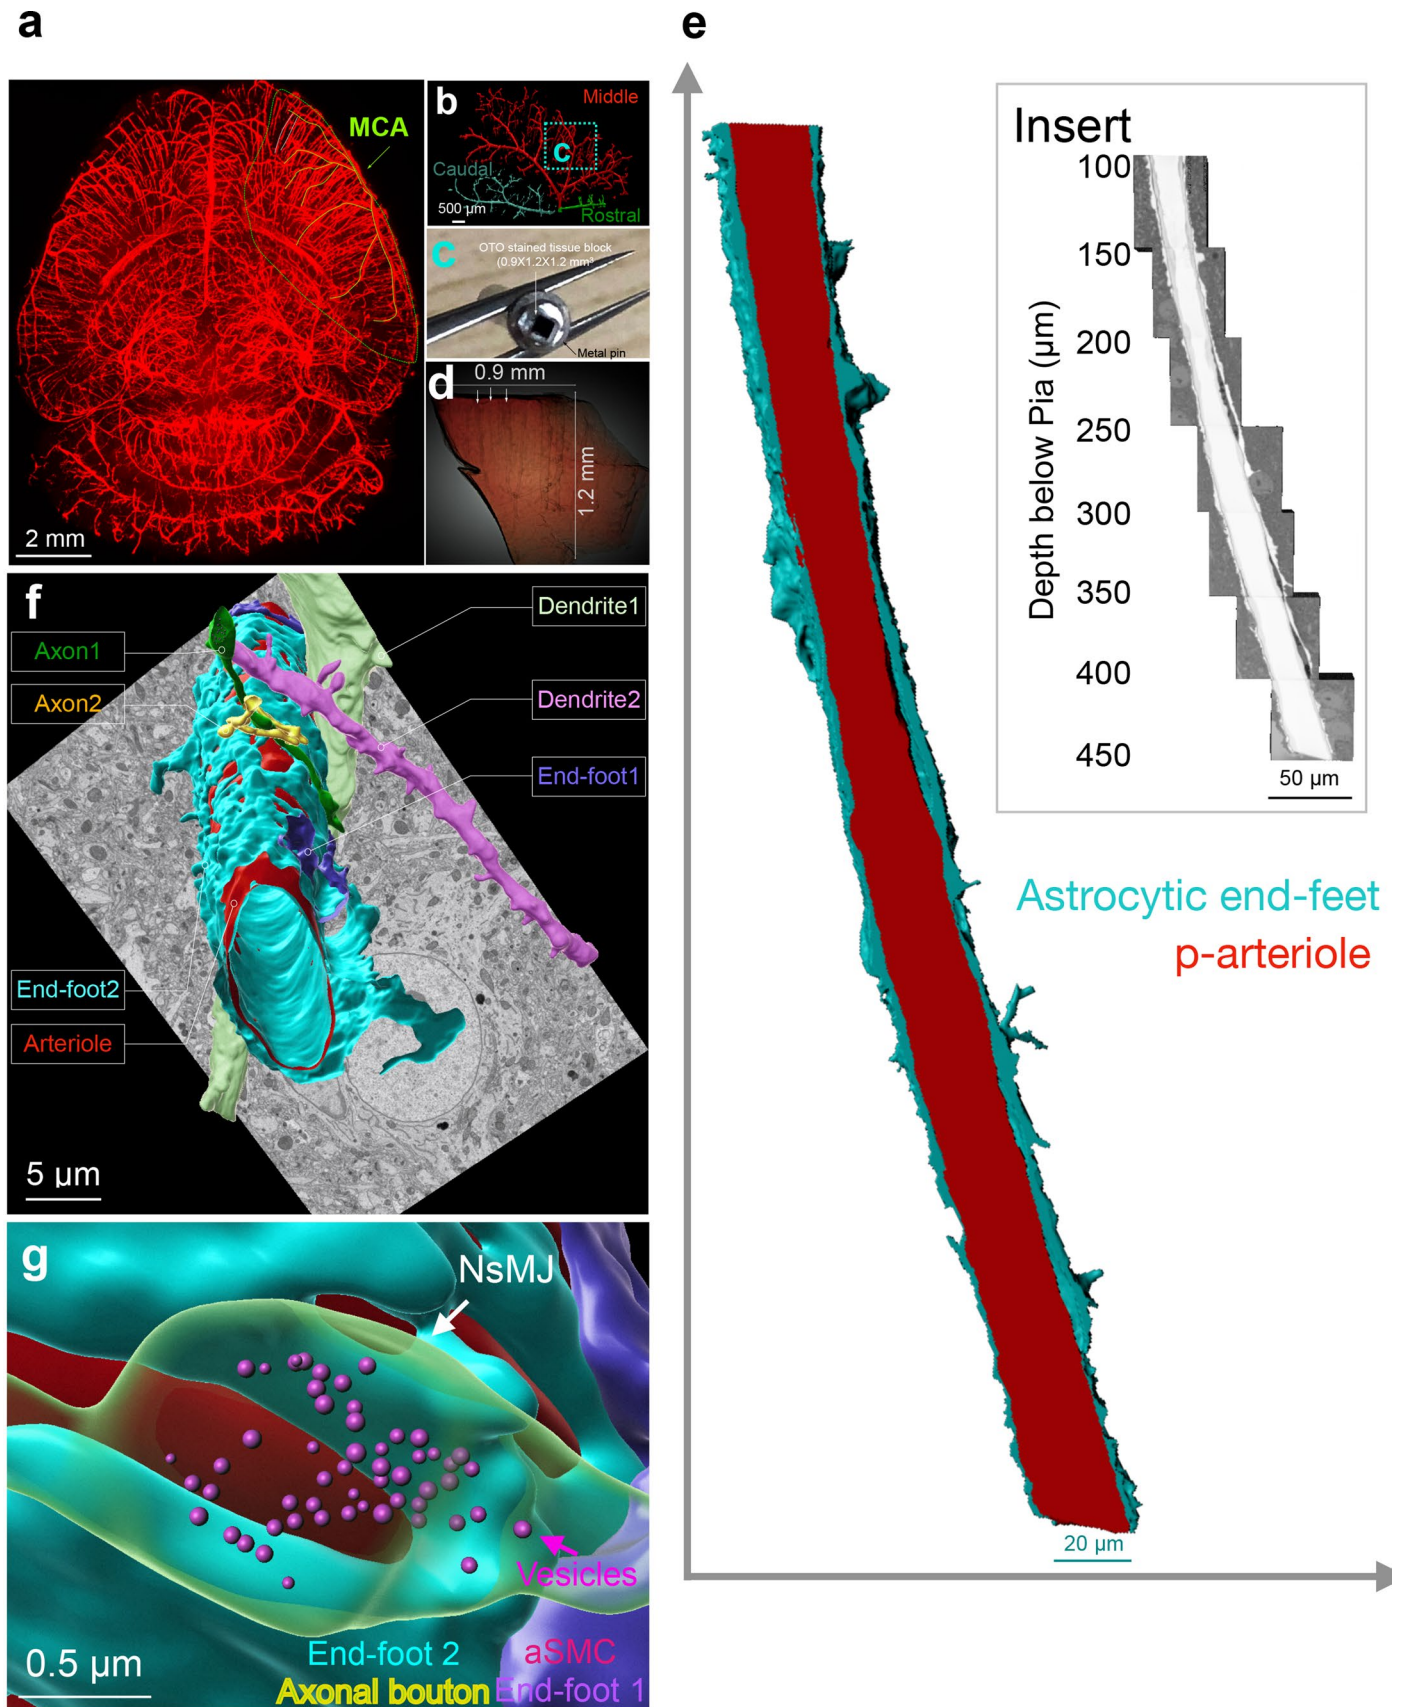 a
MCA
2 mm
b
Middle
c
Caudal
500 µm
Rostral
c
OTO stained tissue block
(0.9X1.2X1.2 mm³
Metal pin
d
0.9 mm
1.2 mm
e
Insert
100
150
200
250
300
350
400
450
Depth below Pia (µm)
50 µm
Astrocytic end-feet
p-arteriole
20 µm
f
Axon1
Axon2
Dendrite1
Dendrite2
End-foot1
End-foot2
Arteriole
5 µm
g
NsMJ
Vesicles
0.5 µm
End-foot 2
aSMC
Axonal bouton
End-foot 1